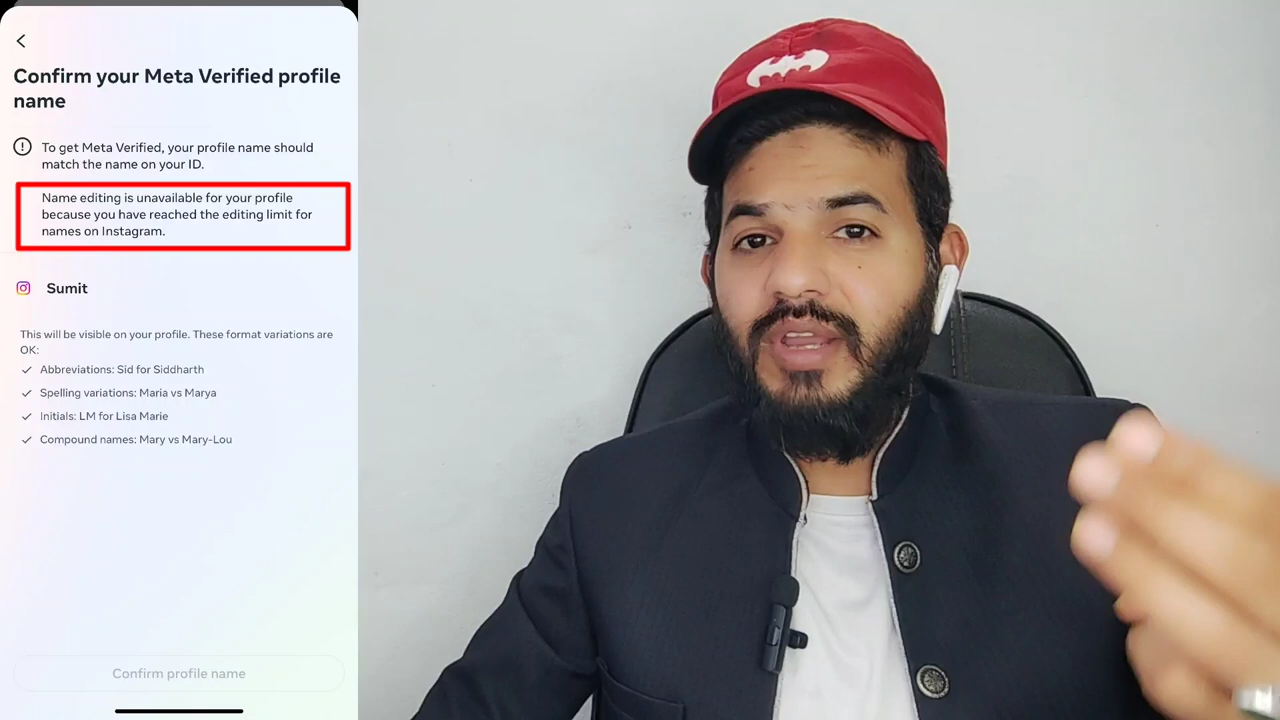 Confirm your Meta Verified profile
name
To get Meta Verified, your profile name should
match the name on your ID.
Name editing is unavailable for your profile
because you have reached the editing limit for
names on Instagram.
Sumit
This will be visible on your profile. These format variations are
OK:
Abbreviations: Sid for Siddharth
Spelling variations: Maria vs Marya
Initials: LM for Lisa Marie
Compound names: Mary vs Mary-Lou
Confirm profile name